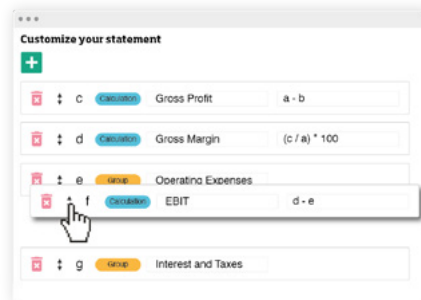 Customize your statement
+
c Calculation Gross Profit a - b
d Calculation Gross Margin (c / a) * 100
e Group Operating Expenses
f Calculation EBIT d - e
g Group Interest and Taxes